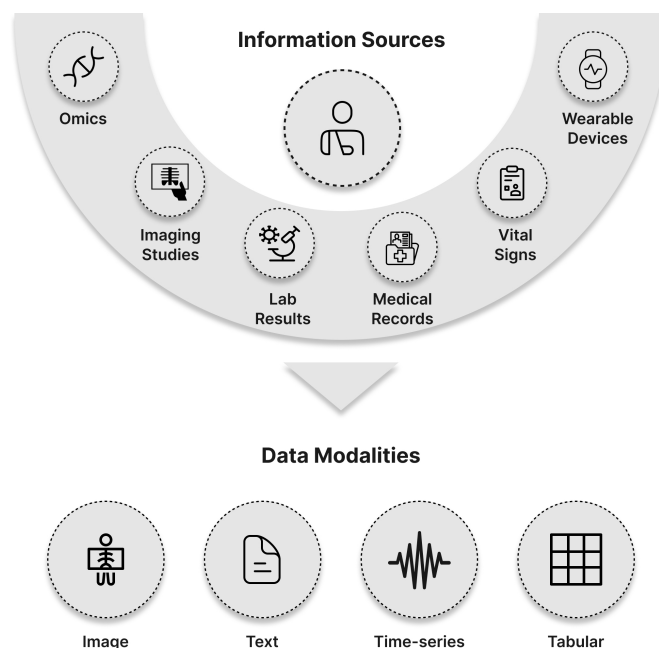 Information Sources
Omics
Wearable
Devices
Imaging
Studies
Vital
Signs
Lab
Results
Medical
Records
Data Modalities
Image
Text
Time-series
Tabular